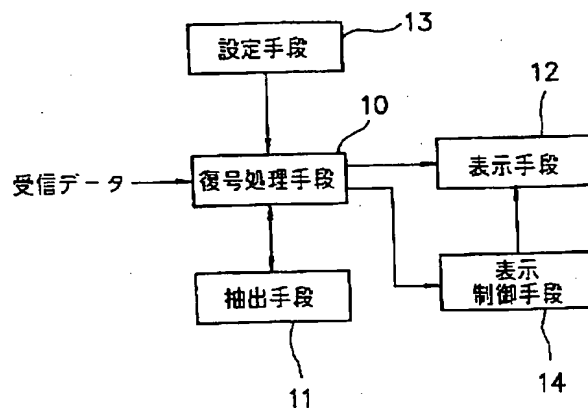 設定手段
13
10
12
受信データ
復号処理手段
表示手段
抽出手段
表示
制御手段
11
14